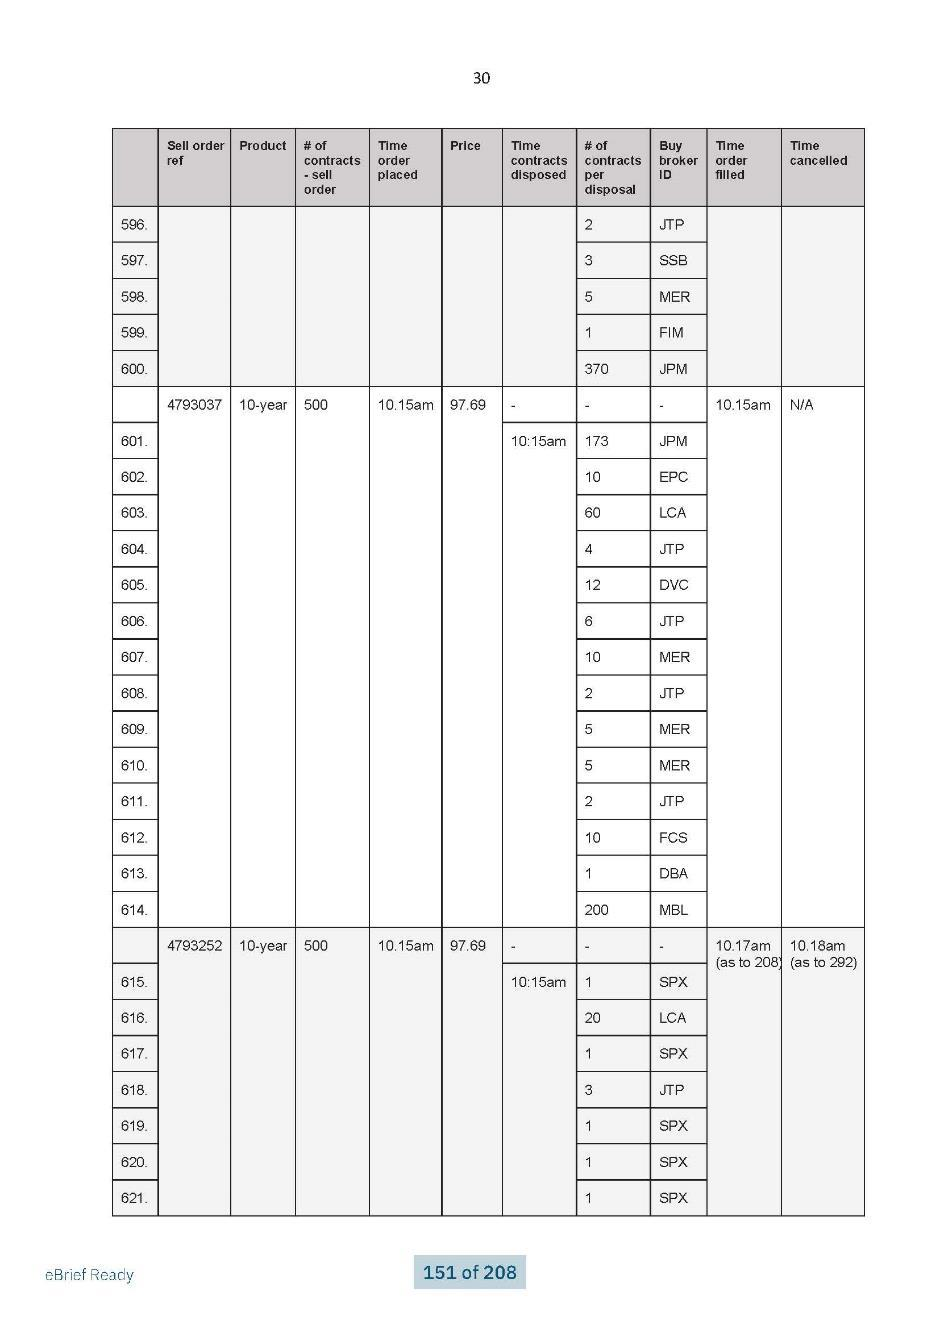 30
Sell order ref | Product | # of contracts - sell order | Time order placed | Price | Time contracts disposed | # of contracts per disposal | Buy broker ID | Time order filled | Time cancelled
596. 2 JTP
597. 3 SSB
598. 5 MER
599. 1 FIM
600. 370 JPM
4793037 10-year 500 10.15am 97.69 - - - 10.15am N/A
601. 10:15am 173 JPM
602. 10 EPC
603. 60 LCA
604. 4 JTP
605. 12 DVC
606. 6 JTP
607. 10 MER
608. 2 JTP
609. 5 MER
610. 5 MER
611. 2 JTP
612. 10 FCS
613. 1 DBA
614. 200 MBL
4793252 10-year 500 10.15am 97.69 - - - 10.17am (as to 208) 10.18am (as to 292)
615. 10:15am 1 SPX
616. 20 LCA
617. 1 SPX
618. 3 JTP
619. 1 SPX
620. 1 SPX
621. 1 SPX
eBrief Ready
151 of 208